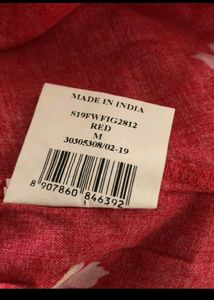 MADE IN INDIA
S19FWFIG2812
RED
M
30305308/02-19
8 907860 846392 >